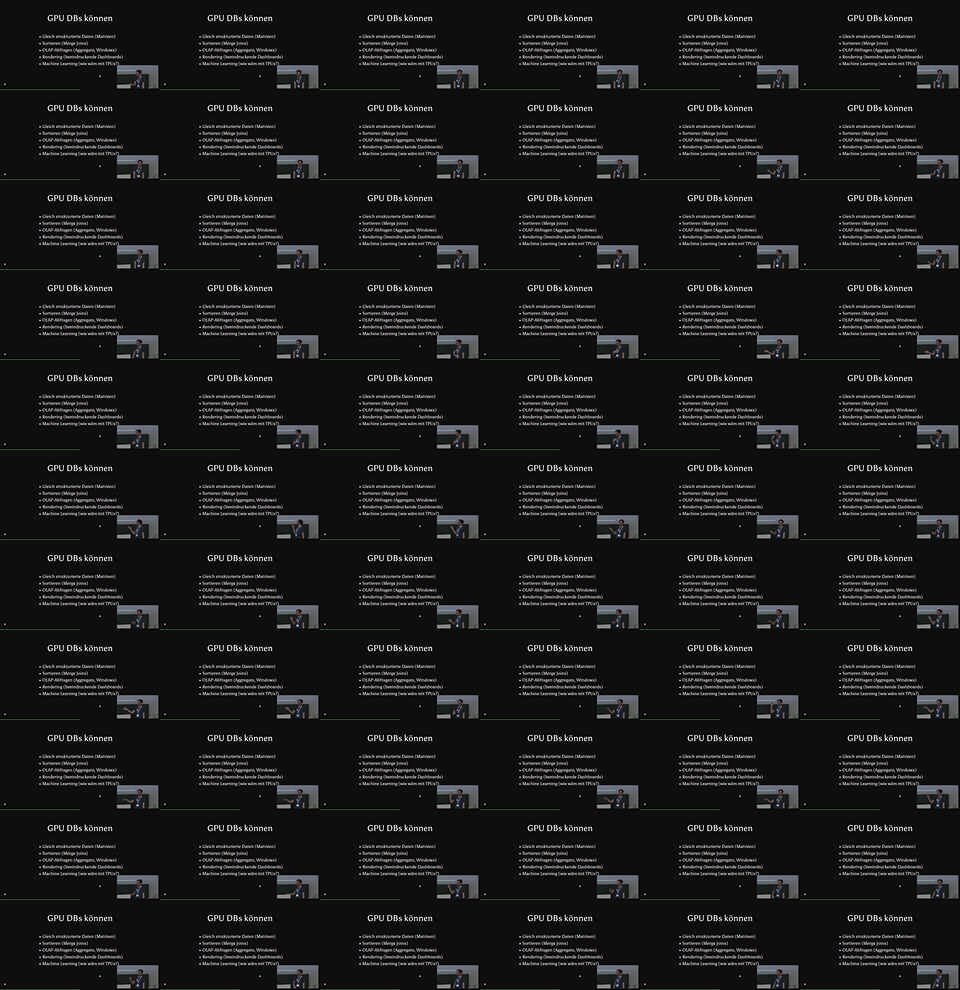 GPU DBs können
Gleich strukturierte Daten (Matrizen)
Sortieren (Merge Joins)
OLAP-Abfragen (Aggregate, Windows)
Rendering (beeindruckende Dashboards)
Machine Learning (wie wärs mit TPUs?)